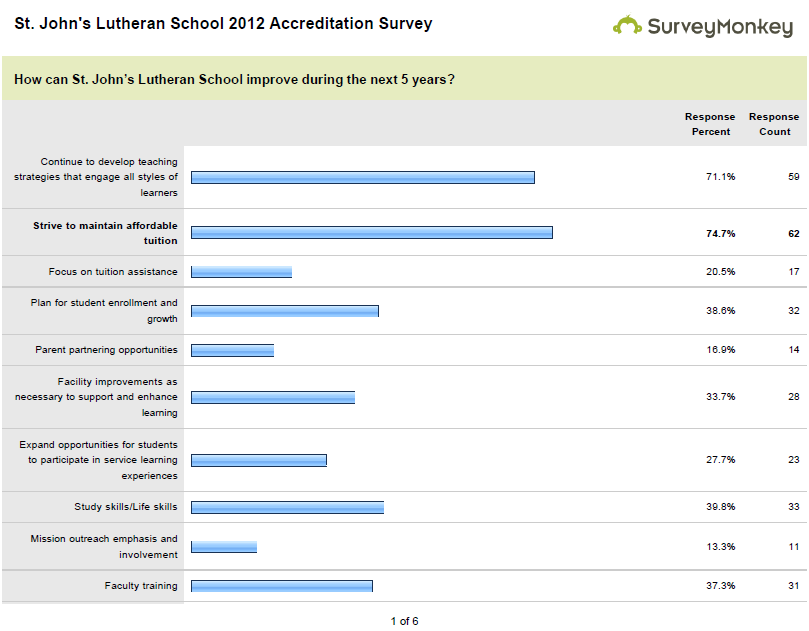 St. John's Lutheran School 2012 Accreditation Survey
SurveyMonkey
How can St. John's Lutheran School improve during the next 5 years?
Response Percent
Response Count
Continue to develop teaching
strategies that engage all styles of
learners
71.1%
59
Strive to maintain affordable
tuition
74.7%
62
Focus on tuition assistance
20.5%
17
Plan for student enrollment and
growth
38.6%
32
Parent partnering opportunities
16.9%
14
Facility improvements as
necessary to support and enhance
learning
33.7%
28
Expand opportunities for students
to participate in service learning
experiences
27.7%
23
Study skills/Life skills
39.8%
33
Mission outreach emphasis and
involvement
13.3%
11
Faculty training
37.3%
31
1 of 6